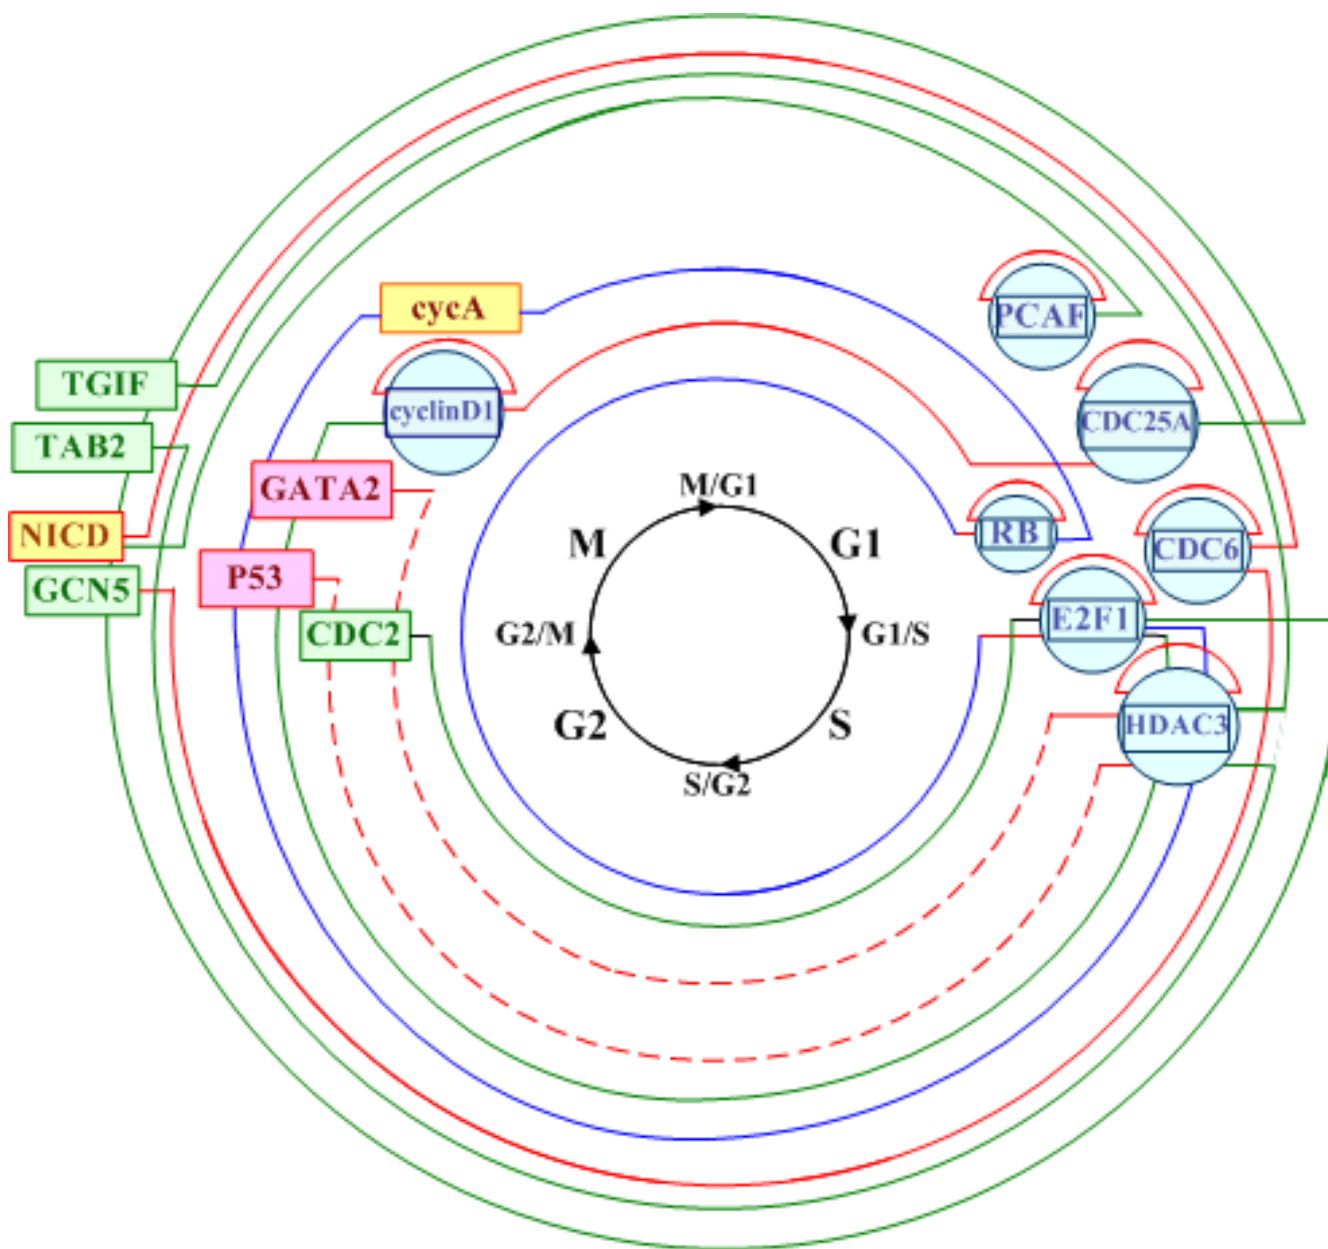 cycA
PCAF
TGIF
cyclinD1
CDC25A
TAB2
GATA2
M/G1
NICD
M
G1
RB
CDC6
GCN5
P53
CDC2
G2/M
G1/S
E2F1
G2
S
HDAC3
S/G2